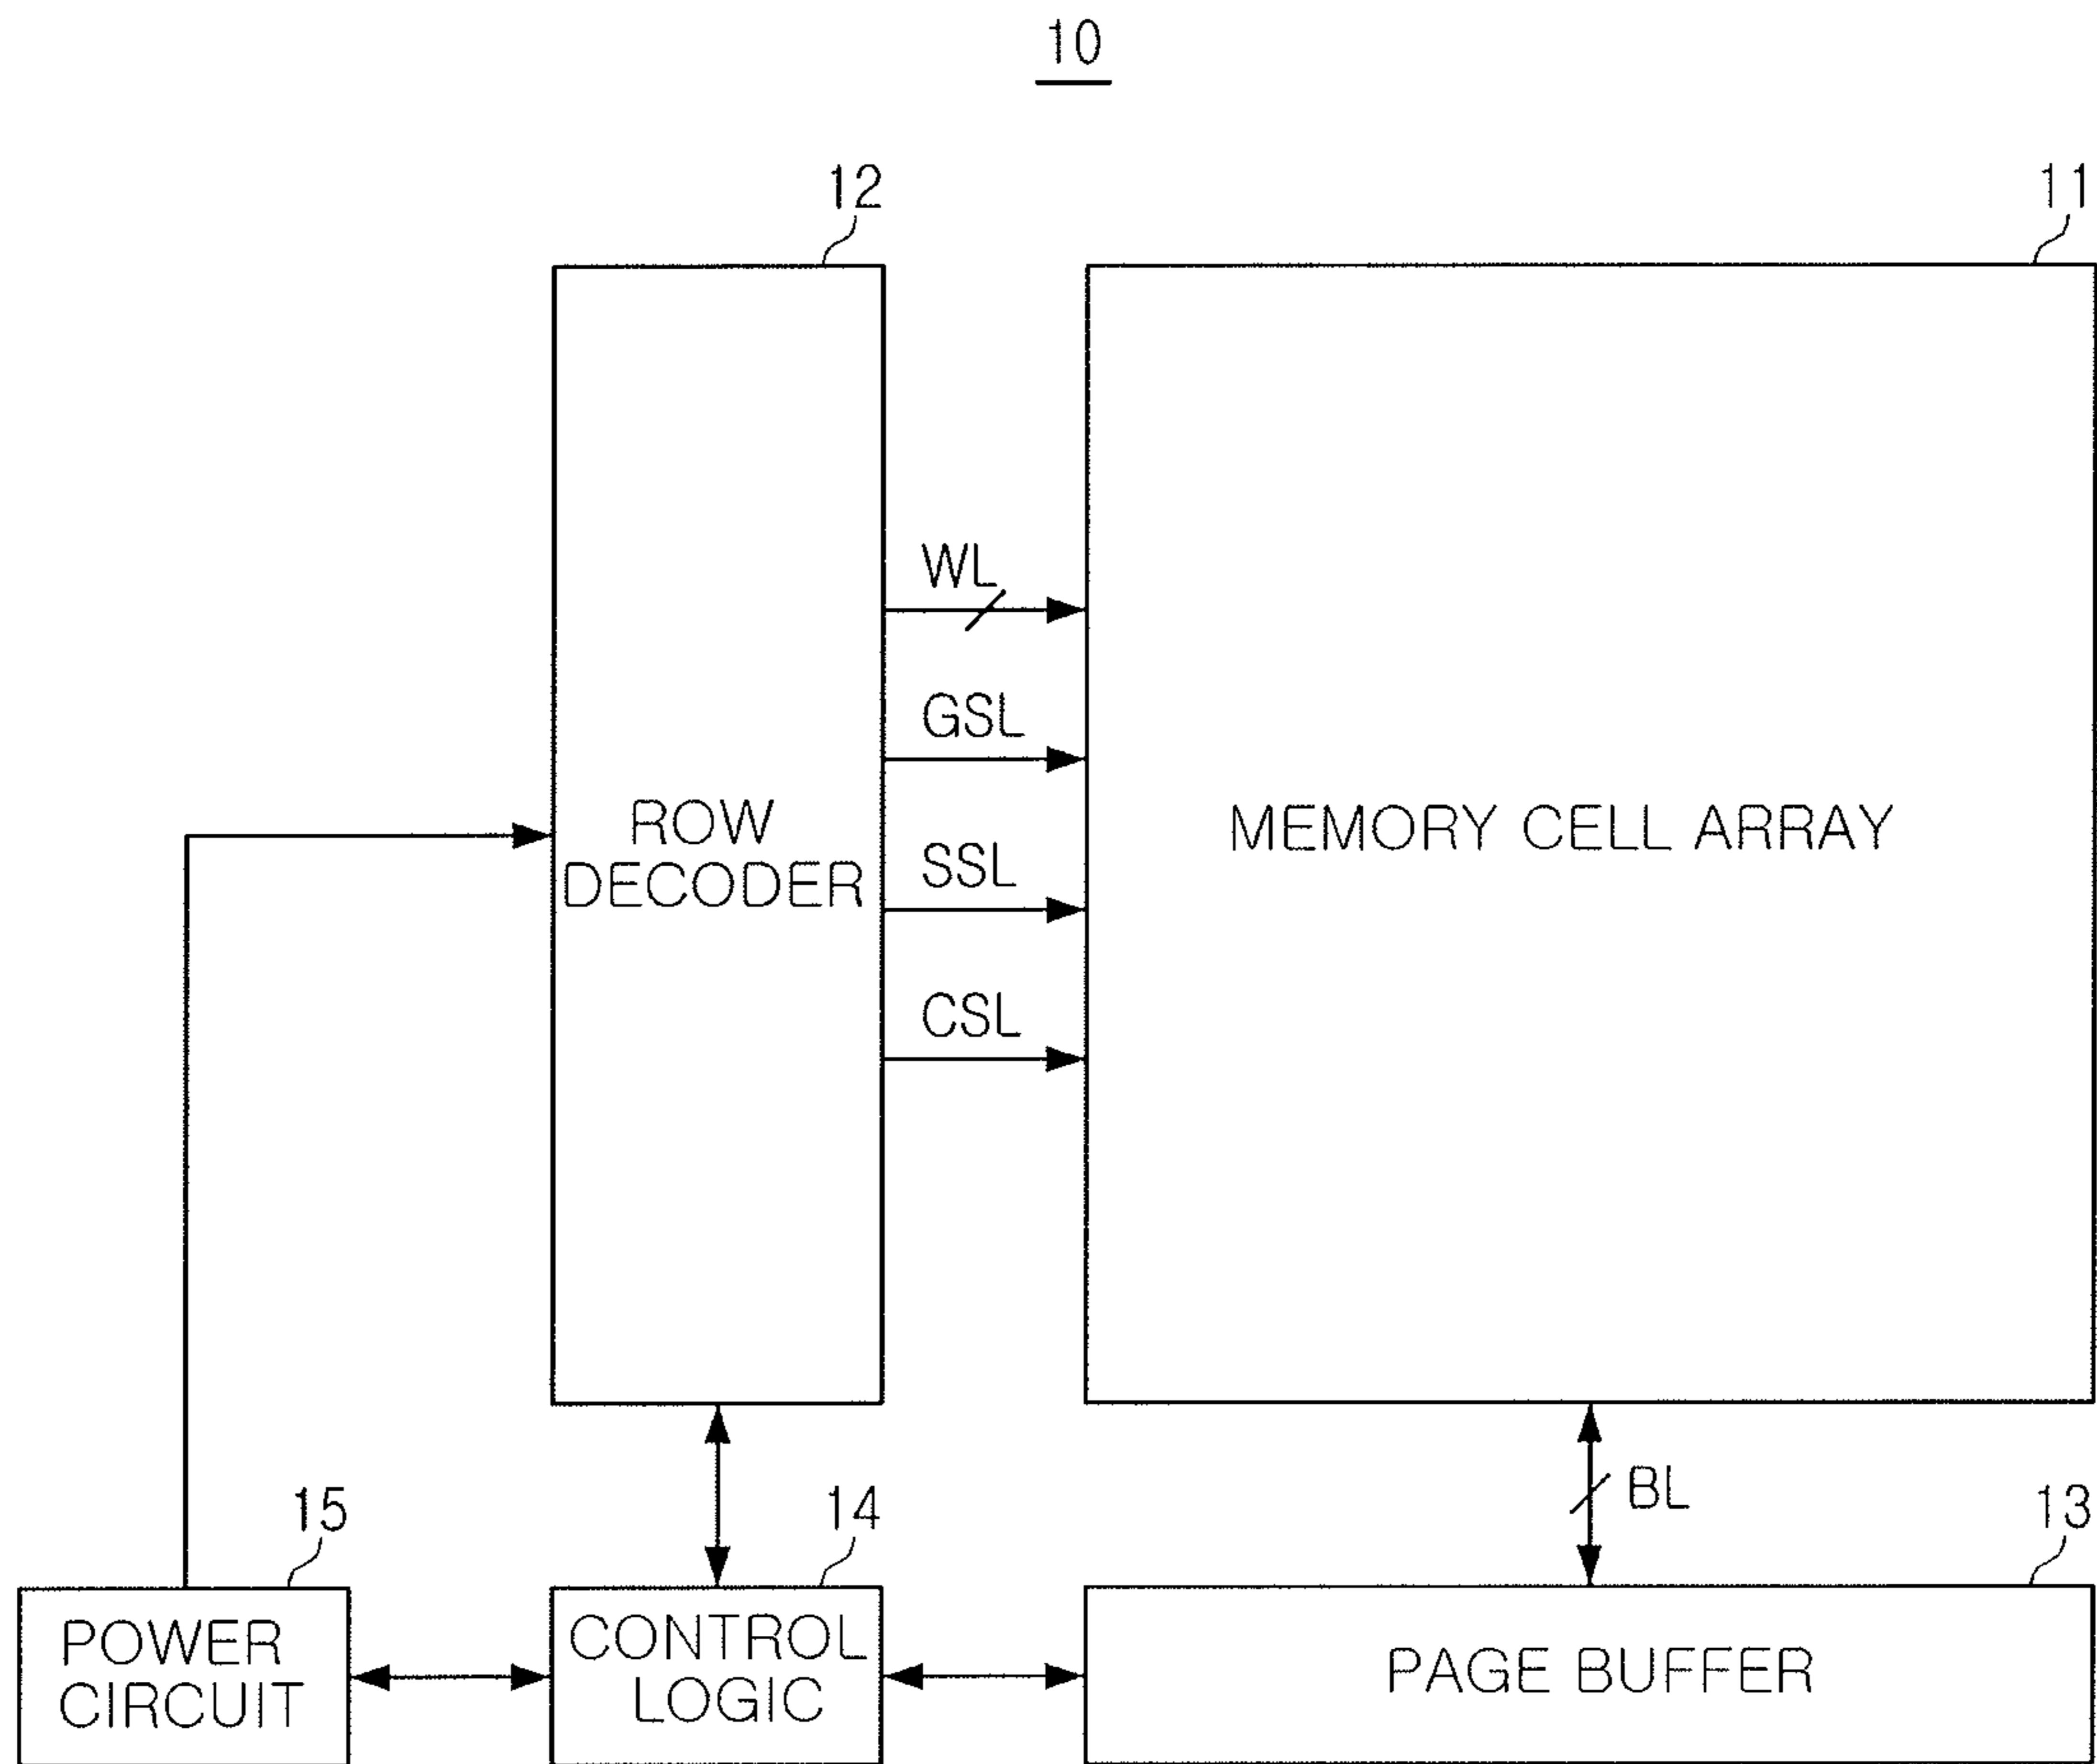 10
12
11
WL
GSL
ROW
DECODER
MEMORY CELL ARRAY
SSL
CSL
15
14
BL
13
POWER
CIRCUIT
CONTROL
LOGIC
PAGE BUFFER